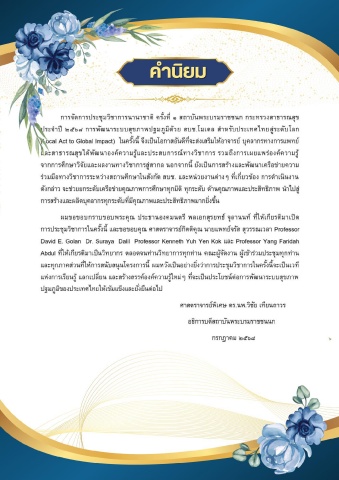 คำนิยม
การจัดการประชุมวิชาการนานาชาติ ครั้งที่ ๑ สถาบันพระบรมราชชนก กระทรวงสาธารณสุข
ประจำปี ๒๕๖๘ การพัฒนาระบบสุขภาพปฐมภูมิด้วย สบช.โมเดล สำหรับประเทศไทยสู่ระดับโลก
(Local Act to Global Impact) ในครั้งนี้ จึงเป็นโอกาสอันดีที่จะส่งเสริมให้อาจารย์ บุคลากรทางการแพทย์
และสาธารณสุขได้พัฒนาองค์ความรู้และประสบการณ์ทางวิชาการ รวมถึงการเผยแพร่องค์ความรู้
จากการศึกษาวิจัยและผลงานทางวิชาการสู่สากล นอกจากนี้ ยังเป็นการสร้างและพัฒนาเครือข่ายความ
ร่วมมือทางวิชาการระหว่างสถาบันการศึกษาในสังกัด สบช. และหน่วยงานต่างๆ ที่เกี่ยวข้อง การดำเนินงาน
ดังกล่าว จะช่วยยกระดับเครือข่ายคุณภาพการศึกษาทุกมิติ ทุกระดับ ด้านคุณภาพและประสิทธิภาพ นำไปสู่
การสร้างและผลิตบุคลากรทุกระดับที่มีคุณภาพและประสิทธิภาพมากยิ่งขึ้น
ผมขอขอบกราบขอบพระคุณ ประธานองคมนตรี พลเอกสุรยุทธ์ จุลานนท์ ที่ให้เกียรติมาเปิด
การประชุมวิชาการในครั้งนี้ และขอขอบคุณ ศาสตราจารย์กิตติคุณ นายแพทย์จรัส สุวรรณเวลา Professor
David E. Golan Dr. Suraya Dalil Professor Kenneth Yuh Yen Kok และ Professor Yang Faridah
Abdul ที่ให้เกียรติมาเป็นวิทยากร ตลอดจนท่านวิทยากรทุกท่าน คณะผู้จัดงาน ผู้เข้าร่วมประชุมทุกท่าน
และทุกภาคส่วนที่ให้การสนับสนุนโครงการนี้ ผมหวังเป็นอย่างยิ่งว่าการประชุมวิชาการในครั้งนี้จะเป็นเวที
แห่งการเรียนรู้ แลกเปลี่ยน และสร้างสรรค์องค์ความรู้ใหม่ๆ ที่จะเป็นประโยชน์ต่อการพัฒนาระบบสุขภาพ
ปฐมภูมิของประเทศไทยให้เข้มแข็งและยั่งยืนต่อไป
ศาสตราจารย์พิเศษ ดร.นพ.วิชัย เทียนถาวร
อธิการบดีสถาบันพระบรมราชชนก
กรกฎาคม ๒๕๖๘